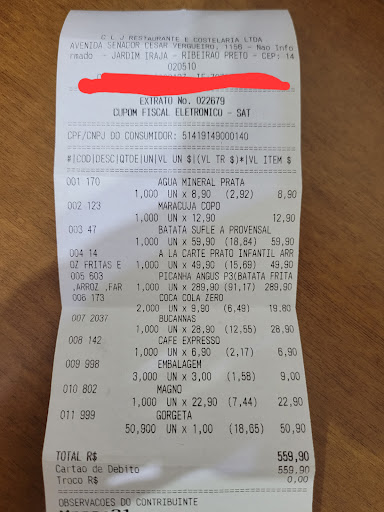 C L J RESTAURANTE E COSTELARIA LTDA
AVENIDA SENADOR CESAR VERGUEIRO, 1156 - Nao Info
rmado - JARDIM IRAJA - RIBEIRAO PRETO - CEP: 14
020510
EXTRATO No. 022679
CUPOM FISCAL ELETRONICO - SAT
CPF/CNPJ DO CONSUMIDOR: 51419149000140
#|COD|DESC|QTDE|UN|VL UN $|(VL TR $)*|VL ITEM $
001 170 AGUA MINERAL PRATA
1,000 UN x 8,90 (2,92) 8,90
002 123 MARACUJA COPO
1,000 UN x 12,90 12,90
003 47 BATATA SUFLE A PROVENSAL
1,000 UN x 59,90 (18,84) 59,90
004 14 A LA CARTE PRATO INFANTIL ARR
OZ FRITAS E 1,000 UN x 49,90 (15,69) 49,90
005 603 PICANHA ANGUS P3(BATATA FRITA
,ARROZ ,FAR 1,000 UN x 289,90 (91,17) 289,90
006 173 COCA COLA ZERO
2,000 UN x 9,90 (6,49) 19,80
007 2037 BUCANNAS
1,000 UN x 28,90 (12,55) 28,90
008 142 CAFE EXPRESSO
1,000 UN x 6,90 (2,17) 6,90
009 998 EMBALAGEM
3,000 UN x 3,00 (1,58) 9,00
010 802 MAGNO
1,000 UN x 22,90 (7,44) 22,90
011 999 GORGETA
50,900 UN x 1,00 (18,65) 50,90
TOTAL R$ 559,90
Cartao de Debito 559,90
Troco R$ 0,00
OBSERVACOES DO CONTRIBUINTE